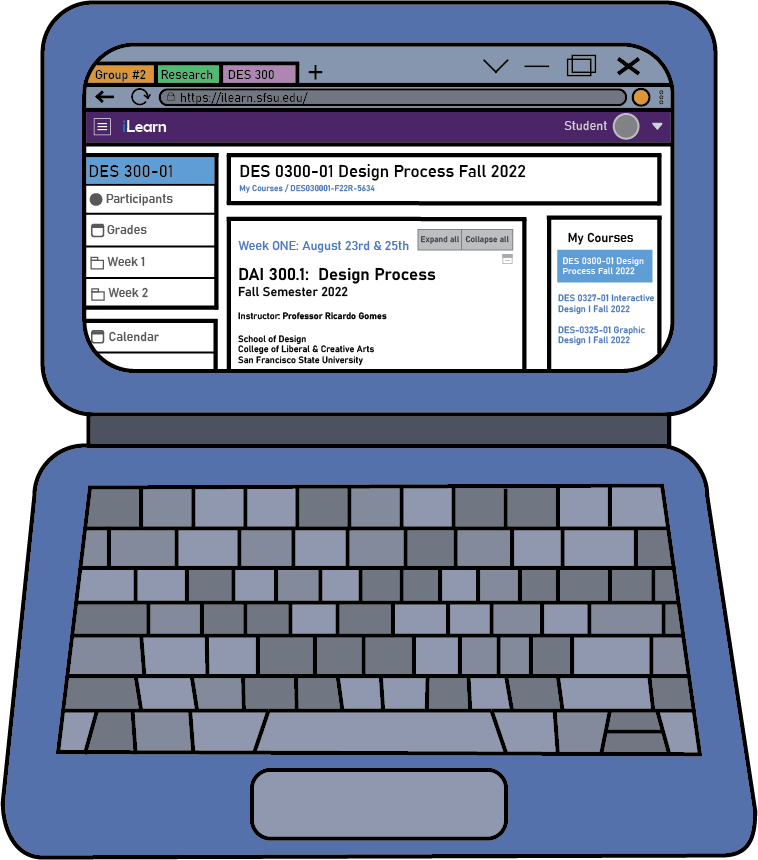 Group #2 Research DES 300
https://ilearn.sfsu.edu/
iLearn Student
DES 300-01
Participants
Grades
Week 1
Week 2
Calendar
DES 0300-01 Design Process Fall 2022
My Courses / DES030001-F22R-5634
Week ONE: August 23rd & 25th
Expand all Collapse all
DAI 300.1: Design Process
Fall Semester 2022
Instructor: Professor Ricardo Gomes
School of Design
College of Liberal & Creative Arts
San Francisco State University
My Courses
DES 0300-01 Design
Process Fall 2022
DES 0327-01 Interactive
Design I Fall 2022
DES-0325-01 Graphic
Design I Fall 2022